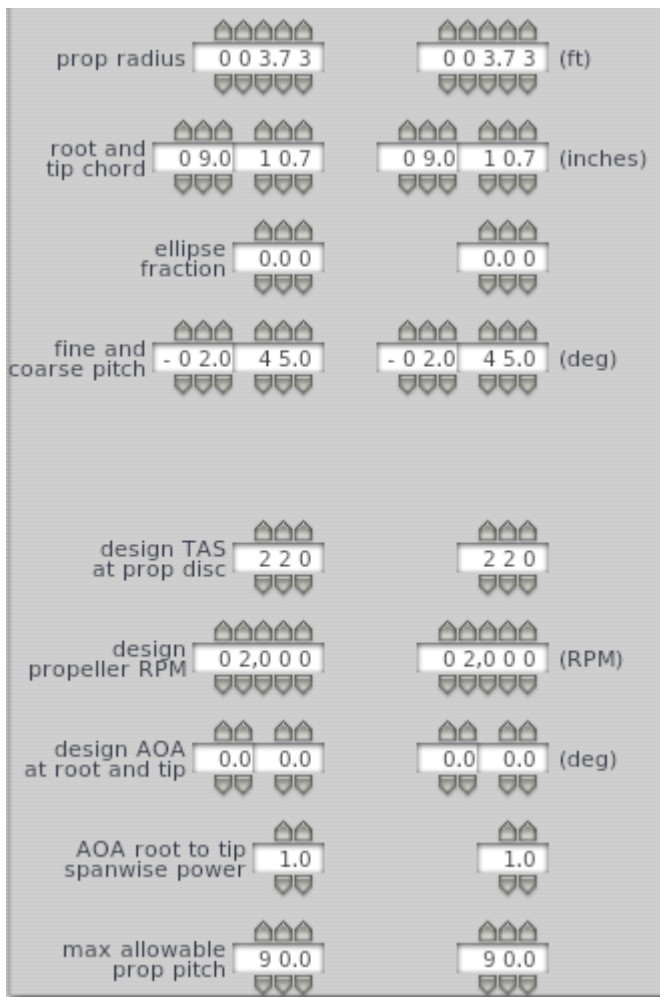 prop radius 0 0 3.7 3 0 0 3.7 3 (ft)
root and
tip chord 0 9.0 1 0.7 0 9.0 1 0.7 (inches)
ellipse
fraction 0.0 0 0.0 0
fine and
coarse pitch - 0 2.0 4 5.0 - 0 2.0 4 5.0 (deg)
design TAS
at prop disc 2 2 0 2 2 0
design
propeller RPM 0 2,0 0 0 0 2,0 0 0 (RPM)
design AOA
at root and tip 0.0 0.0 0.0 0.0 (deg)
AOA root to tip
spanwise power 1.0 1.0
max allowable
prop pitch 9 0.0 9 0.0